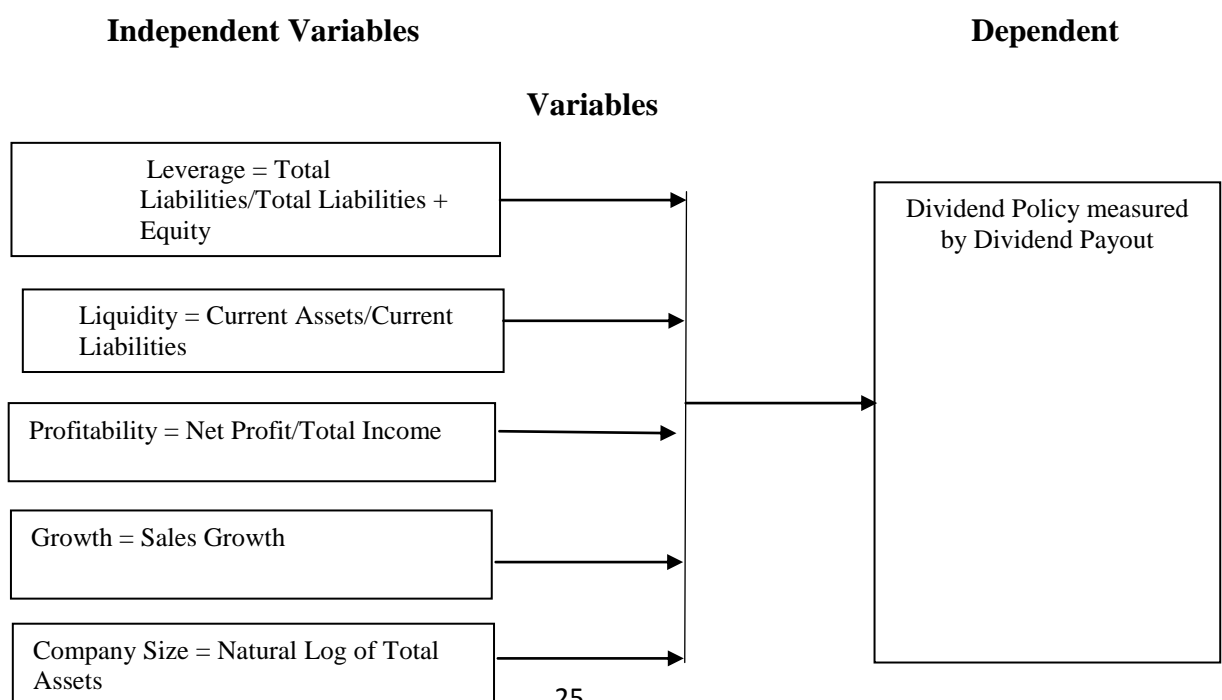 Independent Variables Dependent
Variables
Leverage = Total
Liabilities/Total Liabilities +
Equity
Liquidity = Current Assets/Current
Liabilities
Profitability = Net Profit/Total Income
Growth = Sales Growth
Company Size = Natural Log of Total
Assets
Dividend Policy measured
by Dividend Payout
25